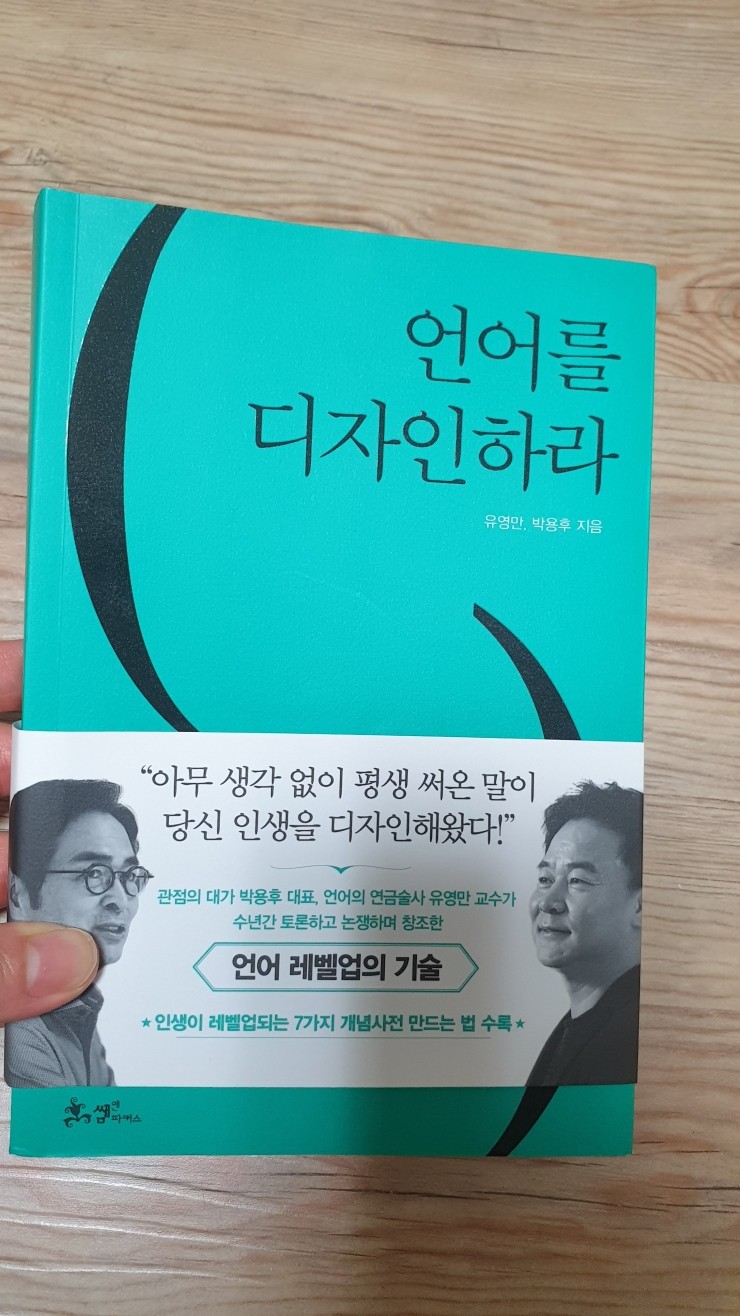 언어를
디자인하라
유영만, 박용후 지음
“아무 생각 없이 평생 써온 말이
당신 인생을 디자인해왔다!”
관점의 대가 박용후 대표, 언어의 연금술사 유영만 교수가
수년간 토론하고 논쟁하며 창조한
언어 레벨업의 기술
★인생이 레벨업되는 7가지 개념사전 만드는 법 수록★
쌤앤파커스